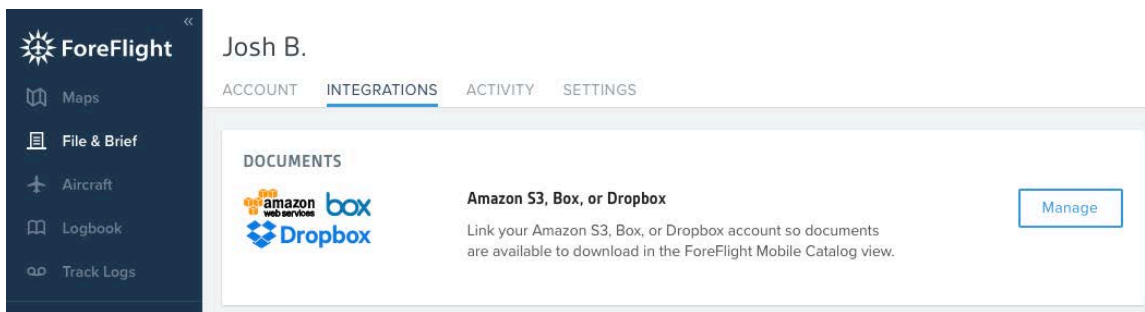 «
ForeFlight
Maps
File & Brief
Aircraft
Logbook
Track Logs
Josh B.
ACCOUNT INTEGRATIONS ACTIVITY SETTINGS
DOCUMENTS
amazon
web services
box
Dropbox
Amazon S3, Box, or Dropbox
Link your Amazon S3, Box, or Dropbox account so documents
are available to download in the ForeFlight Mobile Catalog view.
Manage